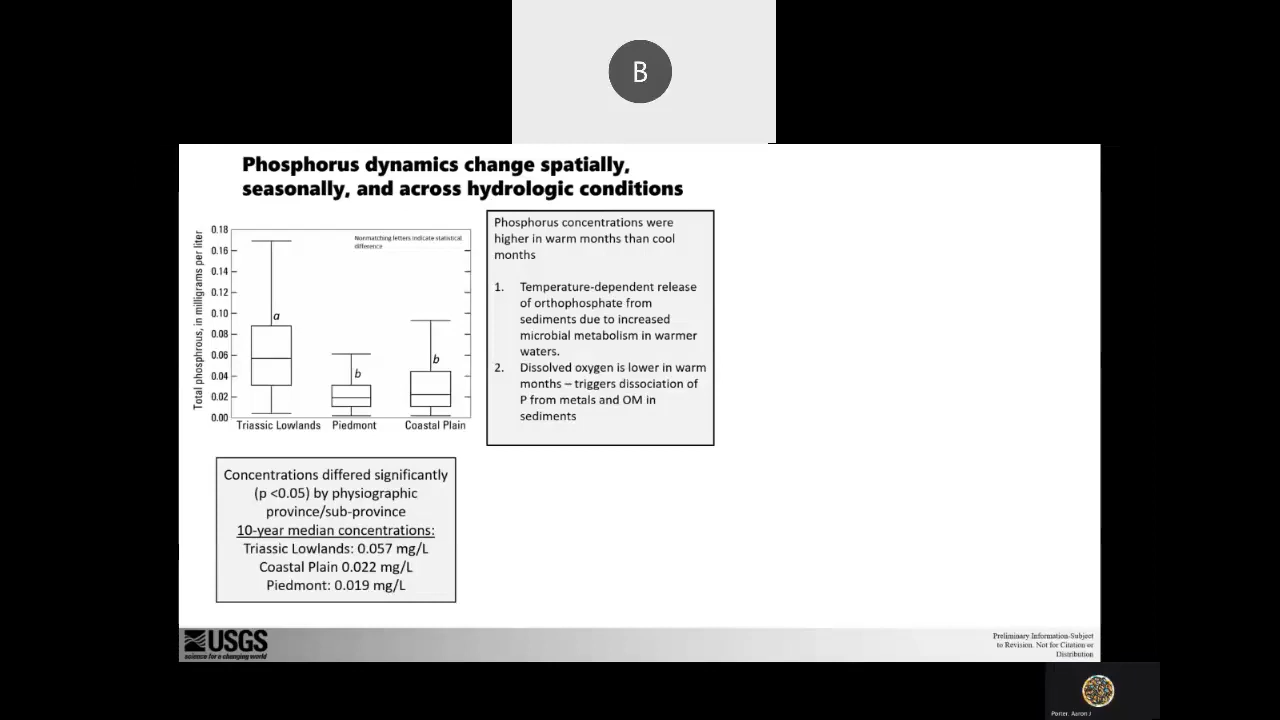 B
Phosphorus dynamics change spatially,
seasonally, and across hydrologic conditions
Total phosphrous, in milligrams per liter
0.18
0.16
0.14
0.12
0.10
0.08
0.06
0.04
0.02
0.00
Nonmatching letters indicate statistical
difference
a
b
b
Triassic Lowlands Piedmont Coastal Plain
Phosphorus concentrations were
higher in warm months than cool
months
1. Temperature-dependent release
of orthophosphate from
sediments due to increased
microbial metabolism in warmer
waters.
2. Dissolved oxygen is lower in warm
months – triggers dissociation of
P from metals and OM in
sediments
Concentrations differed significantly
(p <0.05) by physiographic
province/sub-province
10-year median concentrations:
Triassic Lowlands: 0.057 mg/L
Coastal Plain 0.022 mg/L
Piedmont: 0.019 mg/L
USGS
science for a changing world
Preliminary Information-Subject
to Revision. Not for Citation or
Distribution
Porter, Aaron J